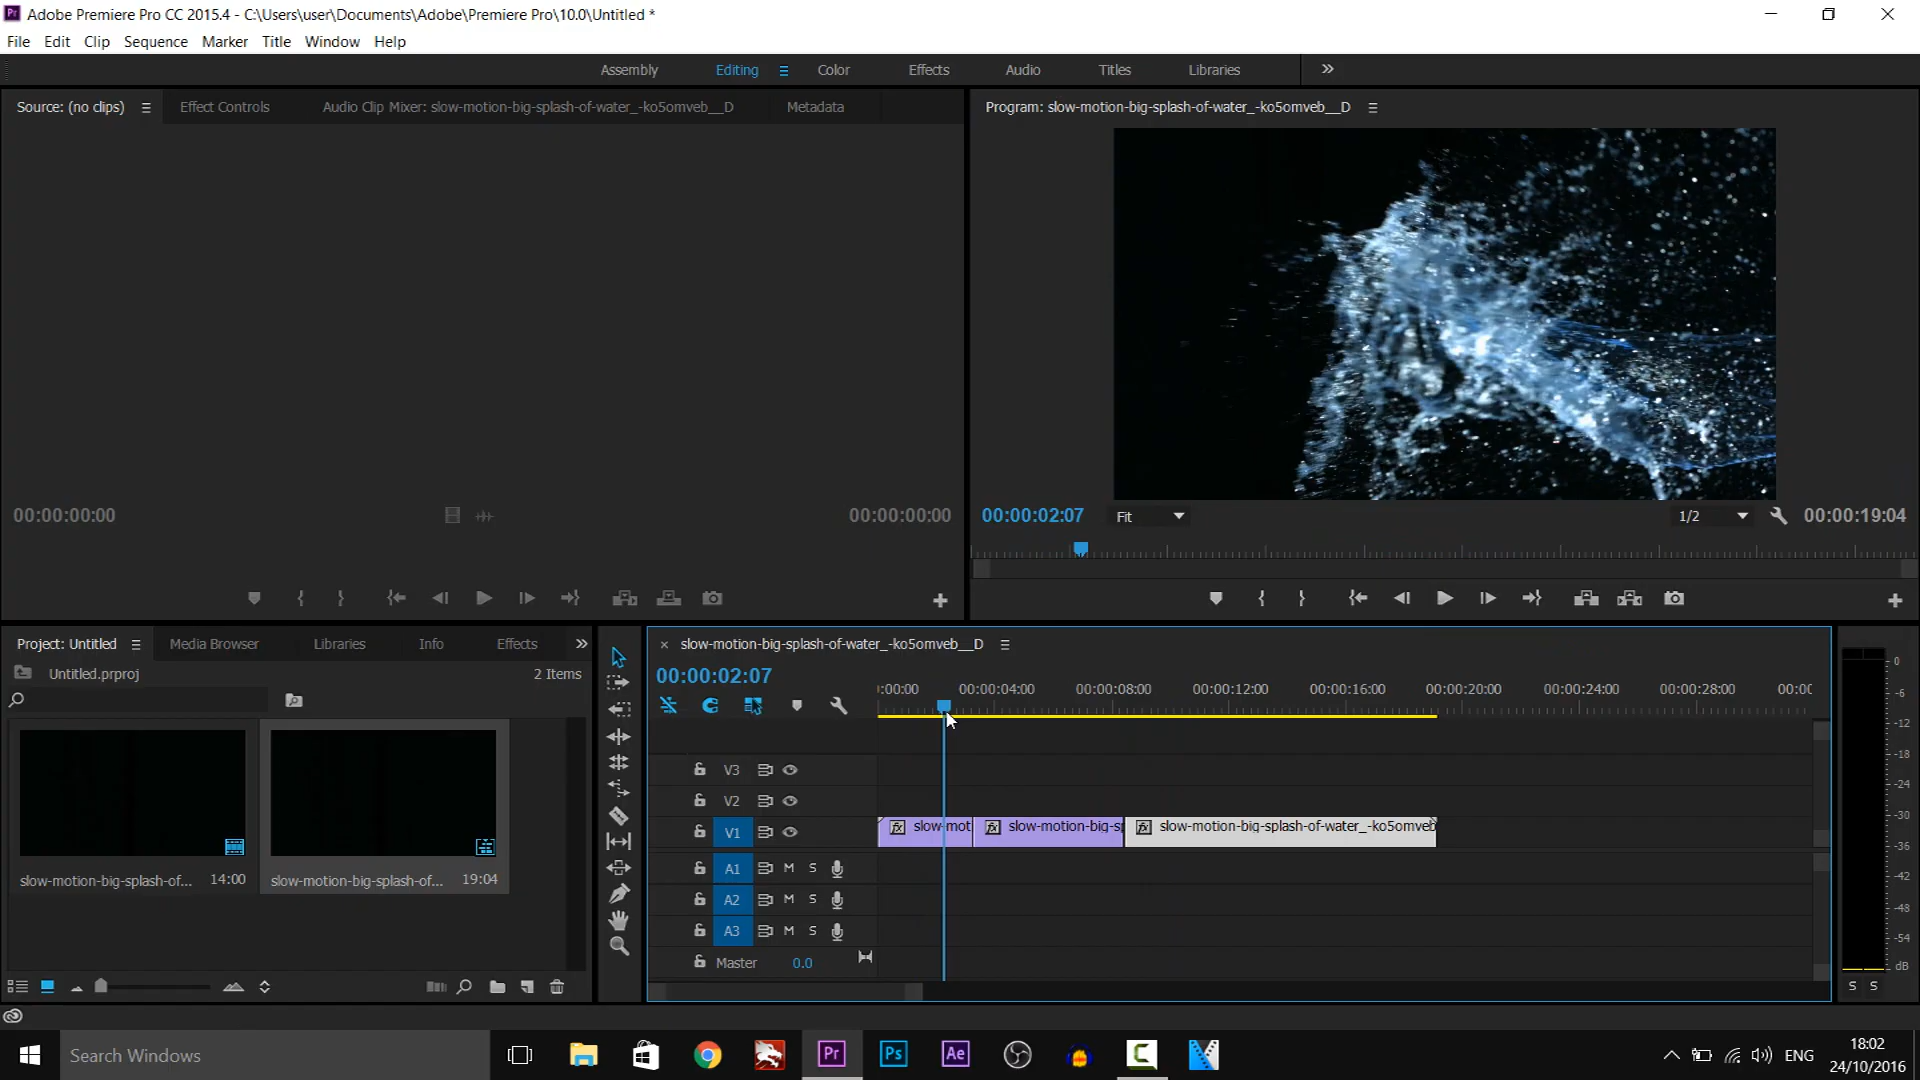 Adobe Premiere Pro CC 2015.4 - C:\Users\user\Documents\Adobe\Premiere Pro\10.0\Untitled *
File Edit Clip Sequence Marker Title Window Help
Assembly Editing Color Effects Audio Titles Libraries
Source: (no clips) Effect Controls Audio Clip Mixer: slow-motion-big-splash-of-water_-ko5omveb__D Metadata
Program: slow-motion-big-splash-of-water_-ko5omveb__D
00:00:00:00 00:00:00:00
00:00:02:07 Fit 1/2 00:00:19:04
Project: Untitled Media Browser Libraries Info Effects
Untitled.prproj 2 Items
slow-motion-big-splash-of... 14:00
slow-motion-big-splash-of... 19:04
slow-motion-big-splash-of-water_-ko5omveb__D
00:00:02:07
:00:00 00:00:04:00 00:00:08:00 00:00:12:00 00:00:16:00 00:00:20:00 00:00:24:00 00:00:28:00 00:00
V3
V2
V1 slow-mot slow-motion-big-sp slow-motion-big-splash-of-water_-ko5omveb
A1 M S
A2 M S
A3 M S
Master 0.0
0
-6
-12
-18
-24
-30
-36
-42
-48
-54
dB
S S
Search Windows
Pr Ps Ae
ENG
18:02
24/10/2016